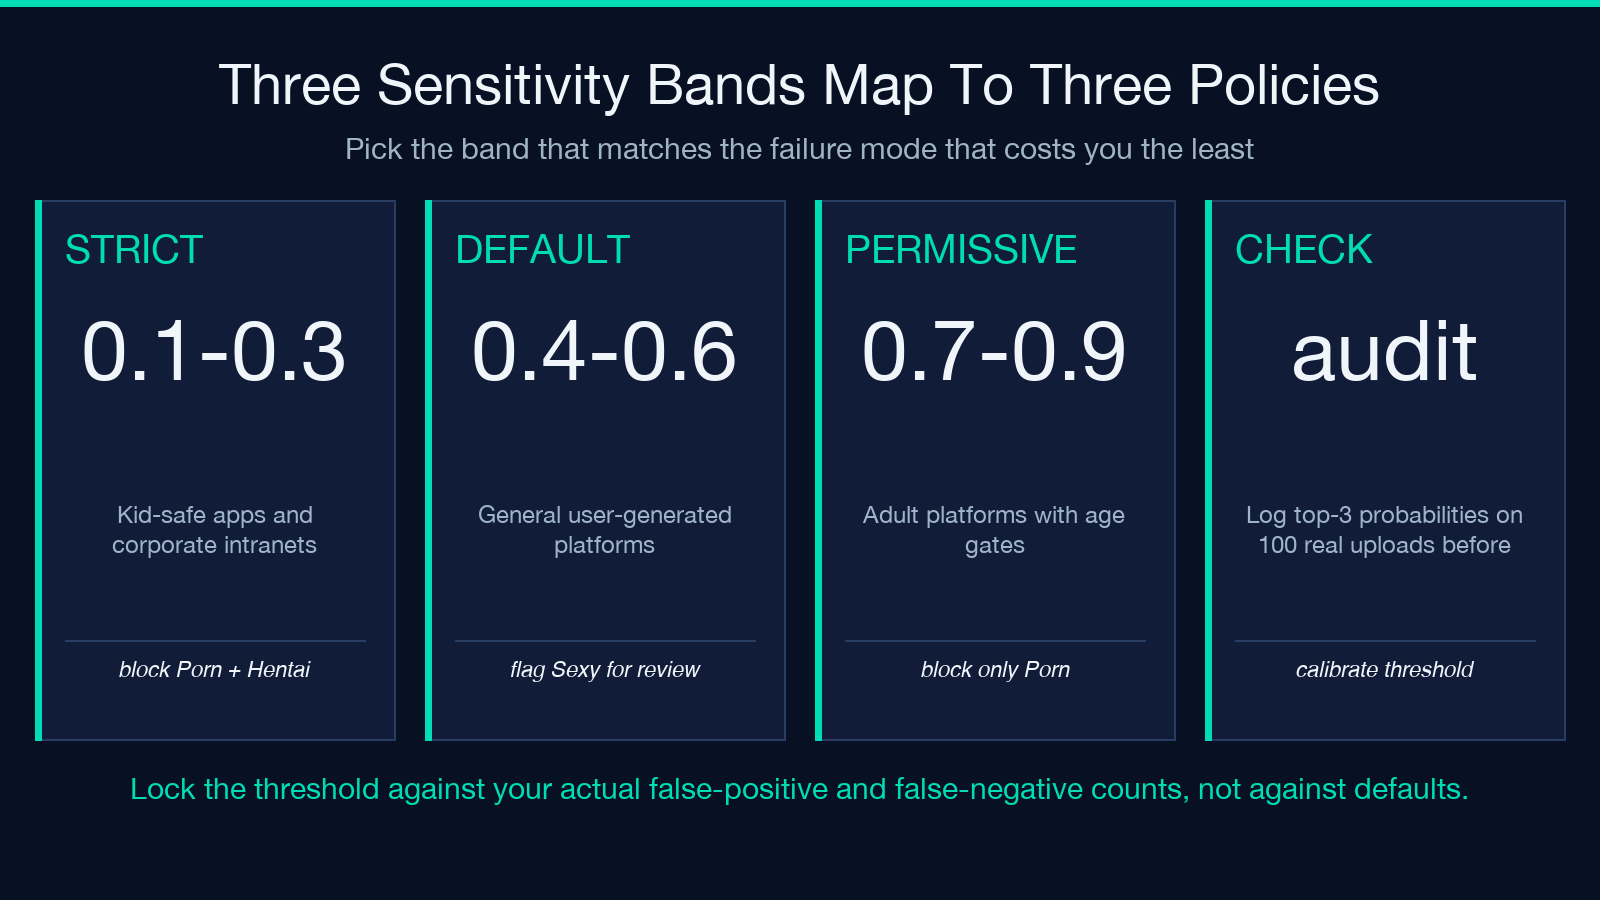 Three Sensitivity Bands Map To Three Policies
Pick the band that matches the failure mode that costs you the least
STRICT
0.1-0.3
Kid-safe apps and
corporate intranets
block Porn + Hentai
DEFAULT
0.4-0.6
General user-generated
platforms
flag Sexy for review
PERMISSIVE
0.7-0.9
Adult platforms with age
gates
block only Porn
CHECK
audit
Log top-3 probabilities on
100 real uploads before
calibrate threshold
Lock the threshold against your actual false-positive and false-negative counts, not against defaults.